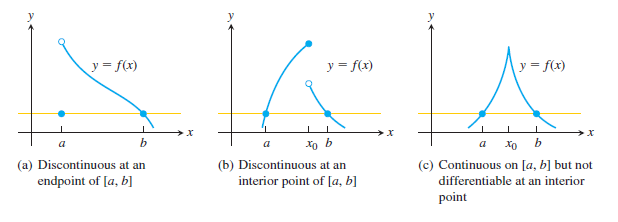 y
y = f(x)
x
a
b
(a) Discontinuous at an
endpoint of [a, b]
y
y = f(x)
x
a
x₀ b
(b) Discontinuous at an
interior point of [a, b]
y
y = f(x)
x
a
x₀
b
(c) Continuous on [a, b] but not
differentiable at an interior
point